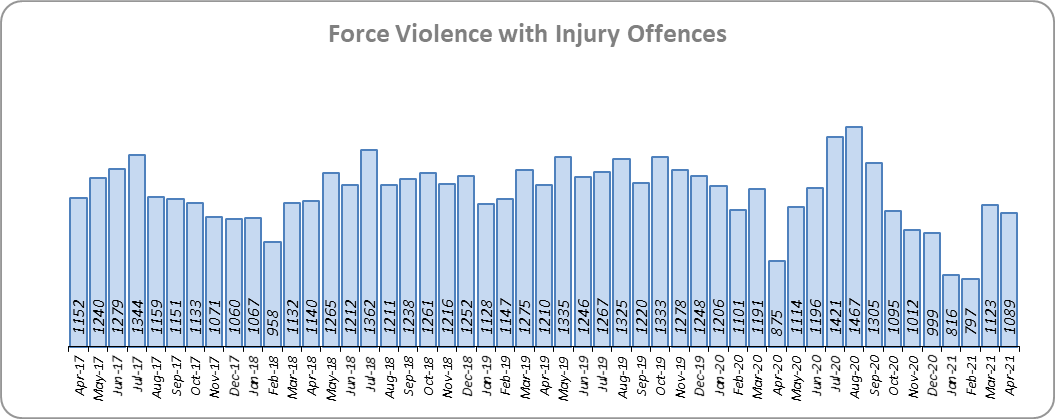 Force Violence with Injury Offences
1152
1240
1279
1344
1159
1151
1133
1071
1060
1067
958
1132
1140
1265
1212
1362
1211
1238
1261
1216
1252
1128
1147
1275
1210
1335
1246
1267
1325
1220
1333
1278
1248
1206
1101
1191
875
1114
1196
1421
1467
1305
1095
1012
999
816
797
1123
1089
Apr-17
May-17
Jun-17
Jul-17
Aug-17
Sep-17
Oct-17
Nov-17
Dec-17
Jan-18
Feb-18
Mar-18
Apr-18
May-18
Jun-18
Jul-18
Aug-18
Sep-18
Oct-18
Nov-18
Dec-18
Jan-19
Feb-19
Mar-19
Apr-19
May-19
Jun-19
Jul-19
Aug-19
Sep-19
Oct-19
Nov-19
Dec-19
Jan-20
Feb-20
Mar-20
Apr-20
May-20
Jun-20
Jul-20
Aug-20
Sep-20
Oct-20
Nov-20
Dec-20
Jan-21
Feb-21
Mar-21
Apr-21